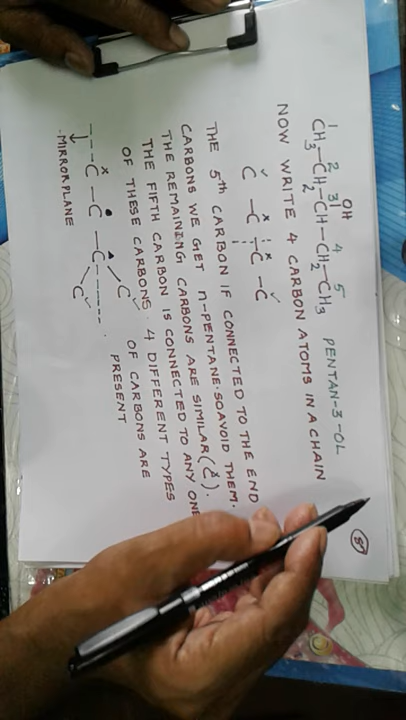 57
OH
1 2 3 4 5
CH3-CH2-CH-CH2-CH3 PENTAN-3-OL
NOW WRITE 4 CARBON ATOMS IN A CHAIN
✓ x x ✓
C - C - C - C
THE 5th CARBON IF CONNECTED TO THE END
CARBONS WE GET n-PENTANE. SO AVOID THEM.
THE REMAINING CARBONS ARE SIMILAR (C).
THE FIFTH CARBON IS CONNECTED TO ANY ONE
OF THESE CARBONS. 4 DIFFERENT TYPES
OF CARBONS ARE
PRESENT
x
C - C - C
C
C
MIRROR PLANE